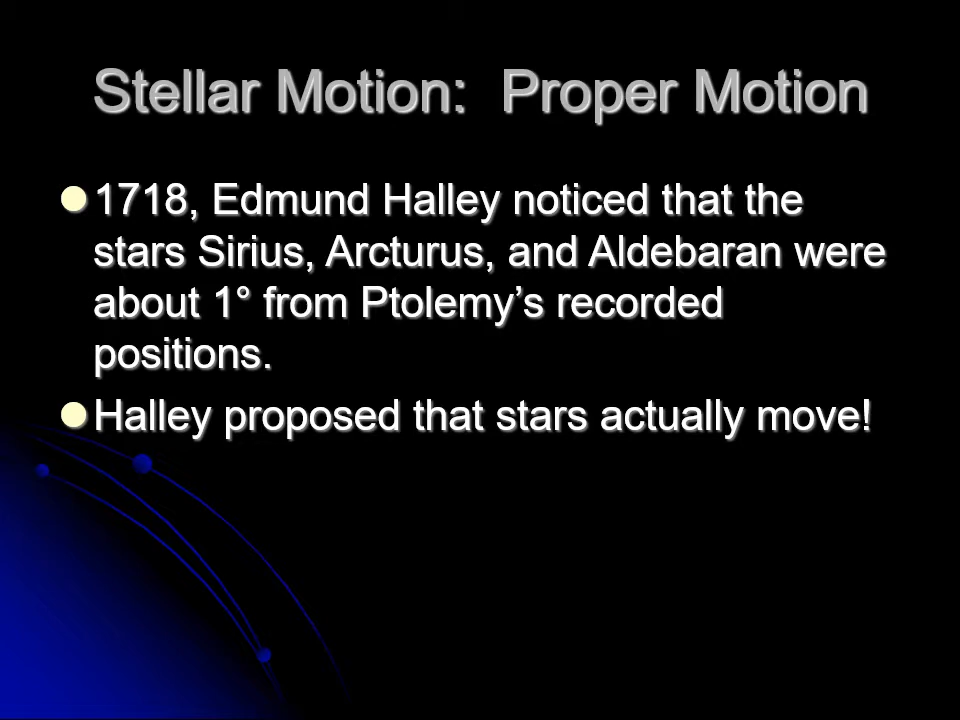 Stellar Motion:  Proper Motion
1718, Edmund Halley noticed that the
stars Sirius, Arcturus, and Aldebaran were
about 1° from Ptolemy’s recorded
positions.
Halley proposed that stars actually move!